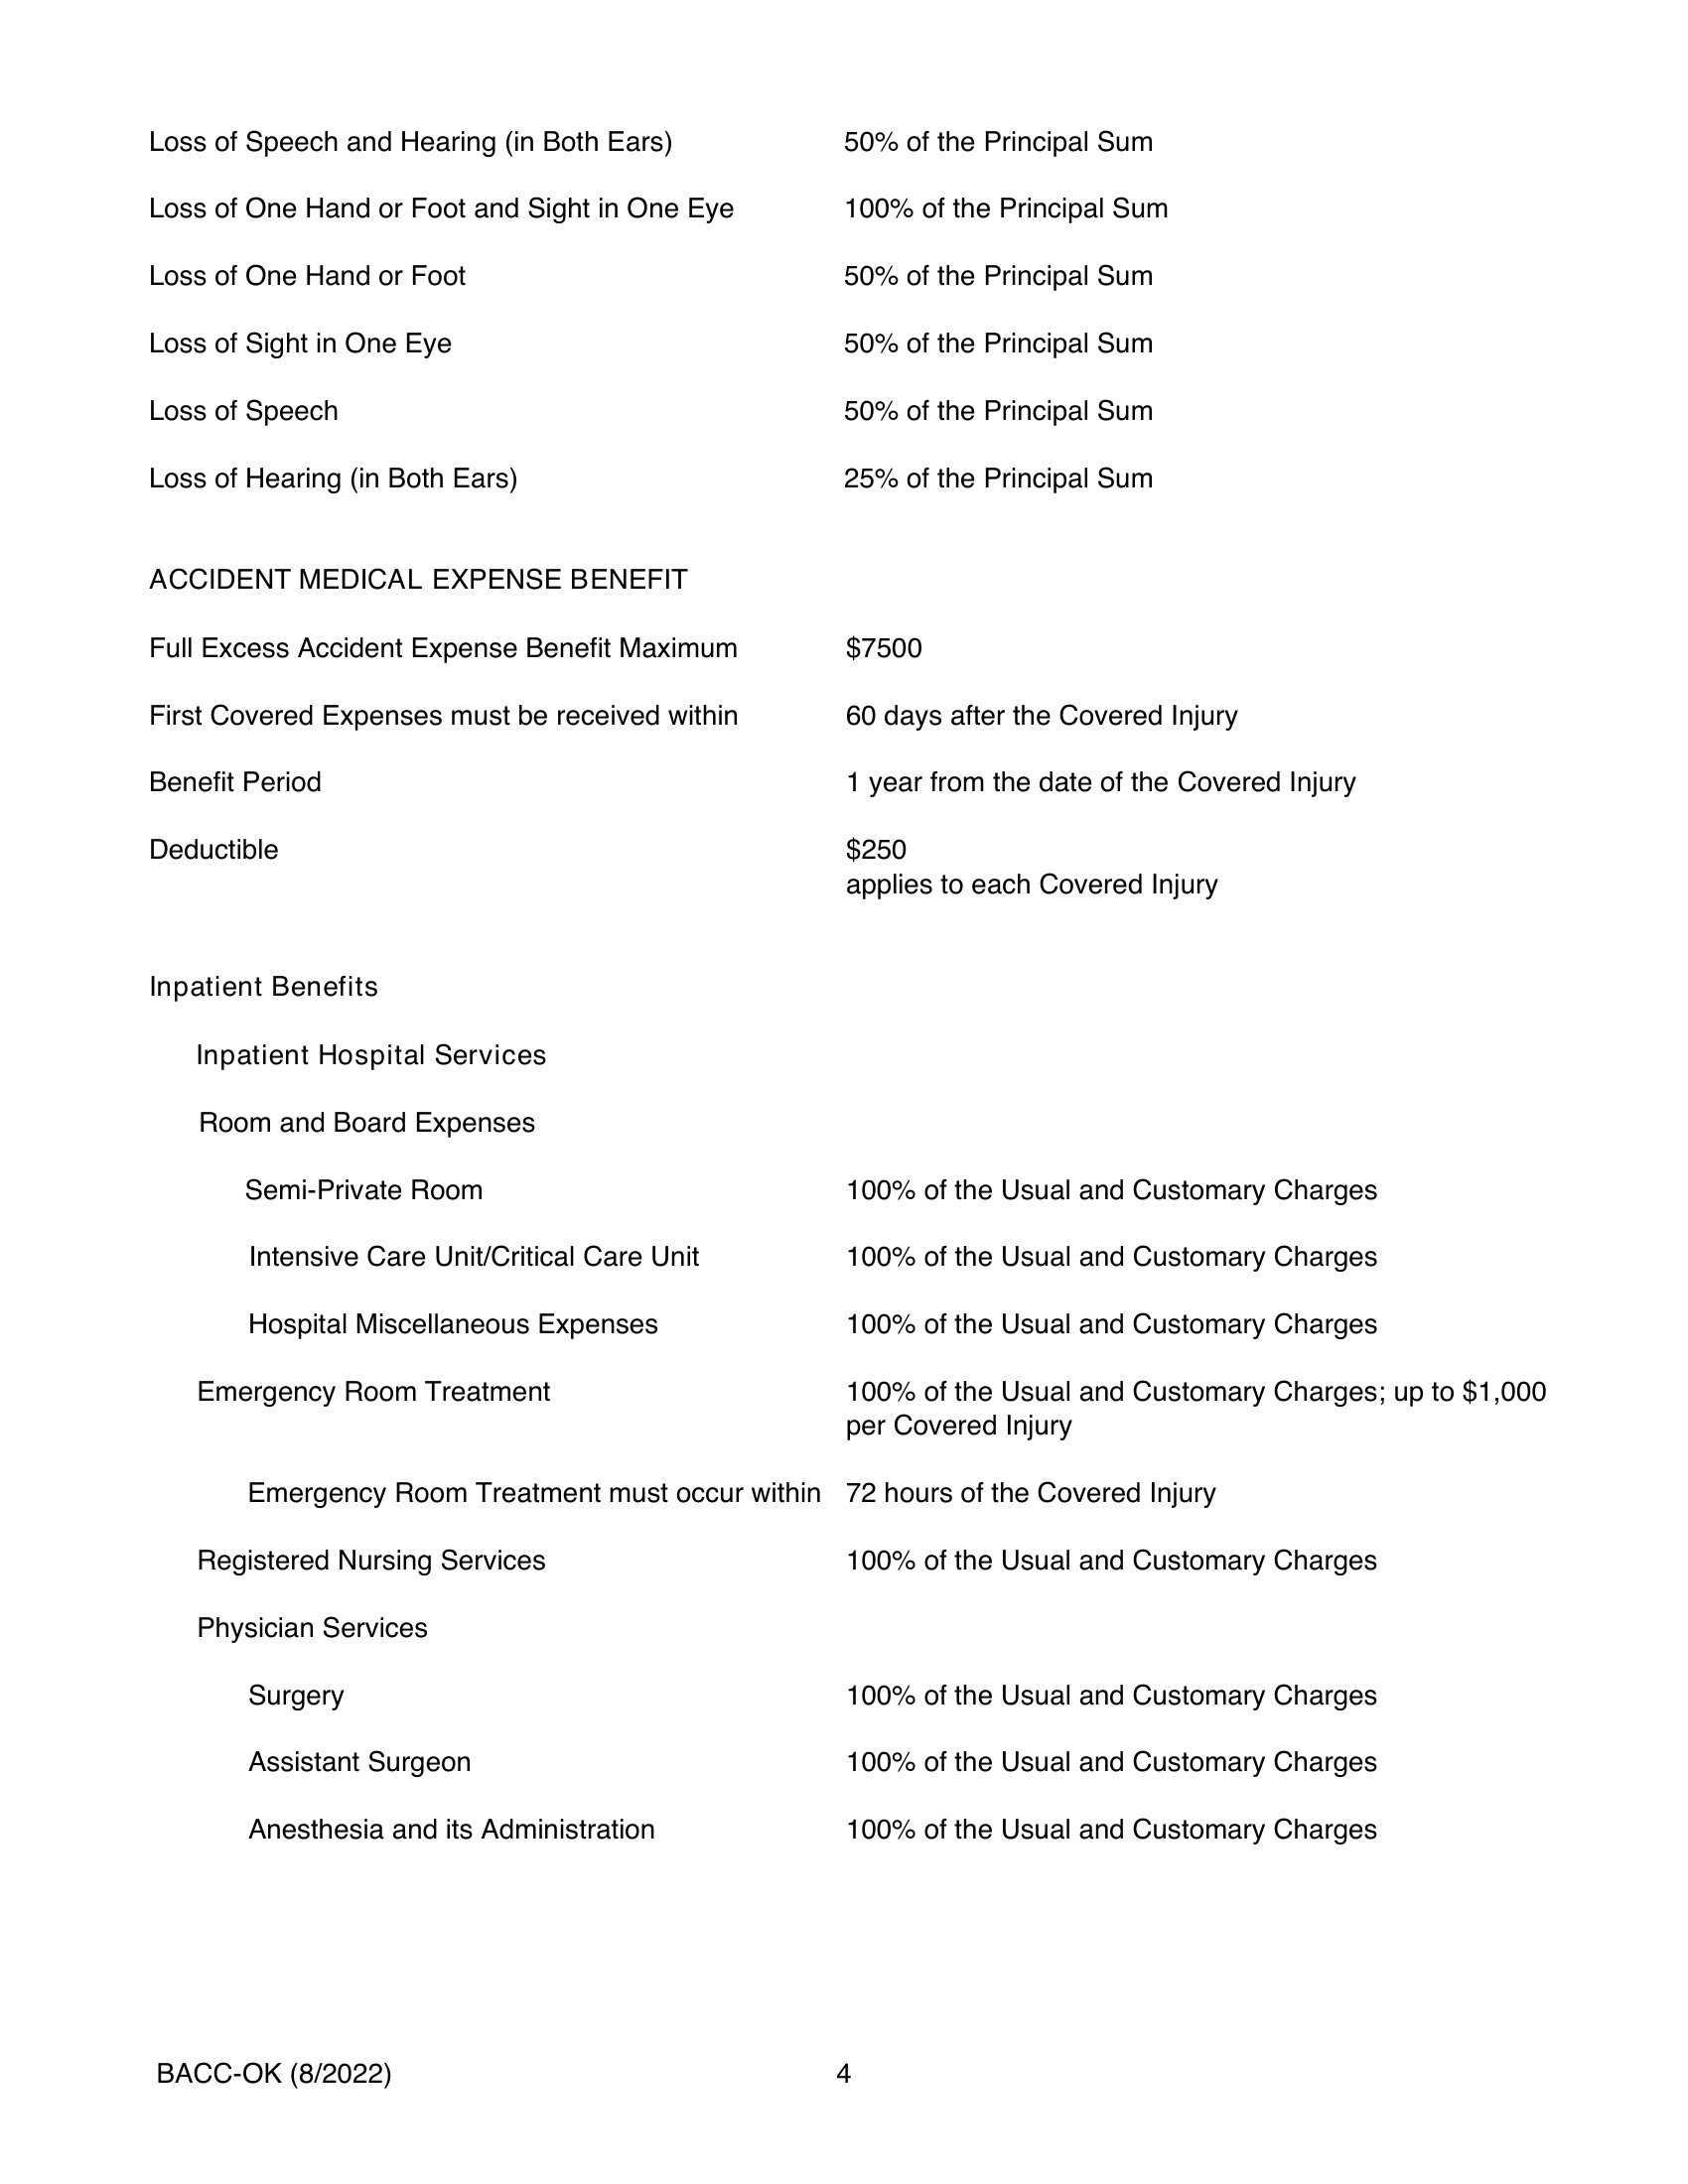 Loss of Speech and Hearing (in Both Ears) 50% of the Principal Sum
Loss of One Hand or Foot and Sight in One Eye 100% of the Principal Sum
Loss of One Hand or Foot 50% of the Principal Sum
Loss of Sight in One Eye 50% of the Principal Sum
Loss of Speech 50% of the Principal Sum
Loss of Hearing (in Both Ears) 25% of the Principal Sum
ACCIDENT MEDICAL EXPENSE BENEFIT
Full Excess Accident Expense Benefit Maximum $7500
First Covered Expenses must be received within 60 days after the Covered Injury
Benefit Period 1 year from the date of the Covered Injury
Deductible $250
applies to each Covered Injury
Inpatient Benefits
Inpatient Hospital Services
Room and Board Expenses
Semi-Private Room 100% of the Usual and Customary Charges
Intensive Care Unit/Critical Care Unit 100% of the Usual and Customary Charges
Hospital Miscellaneous Expenses 100% of the Usual and Customary Charges
Emergency Room Treatment 100% of the Usual and Customary Charges; up to $1,000
per Covered Injury
Emergency Room Treatment must occur within 72 hours of the Covered Injury
Registered Nursing Services 100% of the Usual and Customary Charges
Physician Services
Surgery 100% of the Usual and Customary Charges
Assistant Surgeon 100% of the Usual and Customary Charges
Anesthesia and its Administration 100% of the Usual and Customary Charges
BACC-OK (8/2022) 4